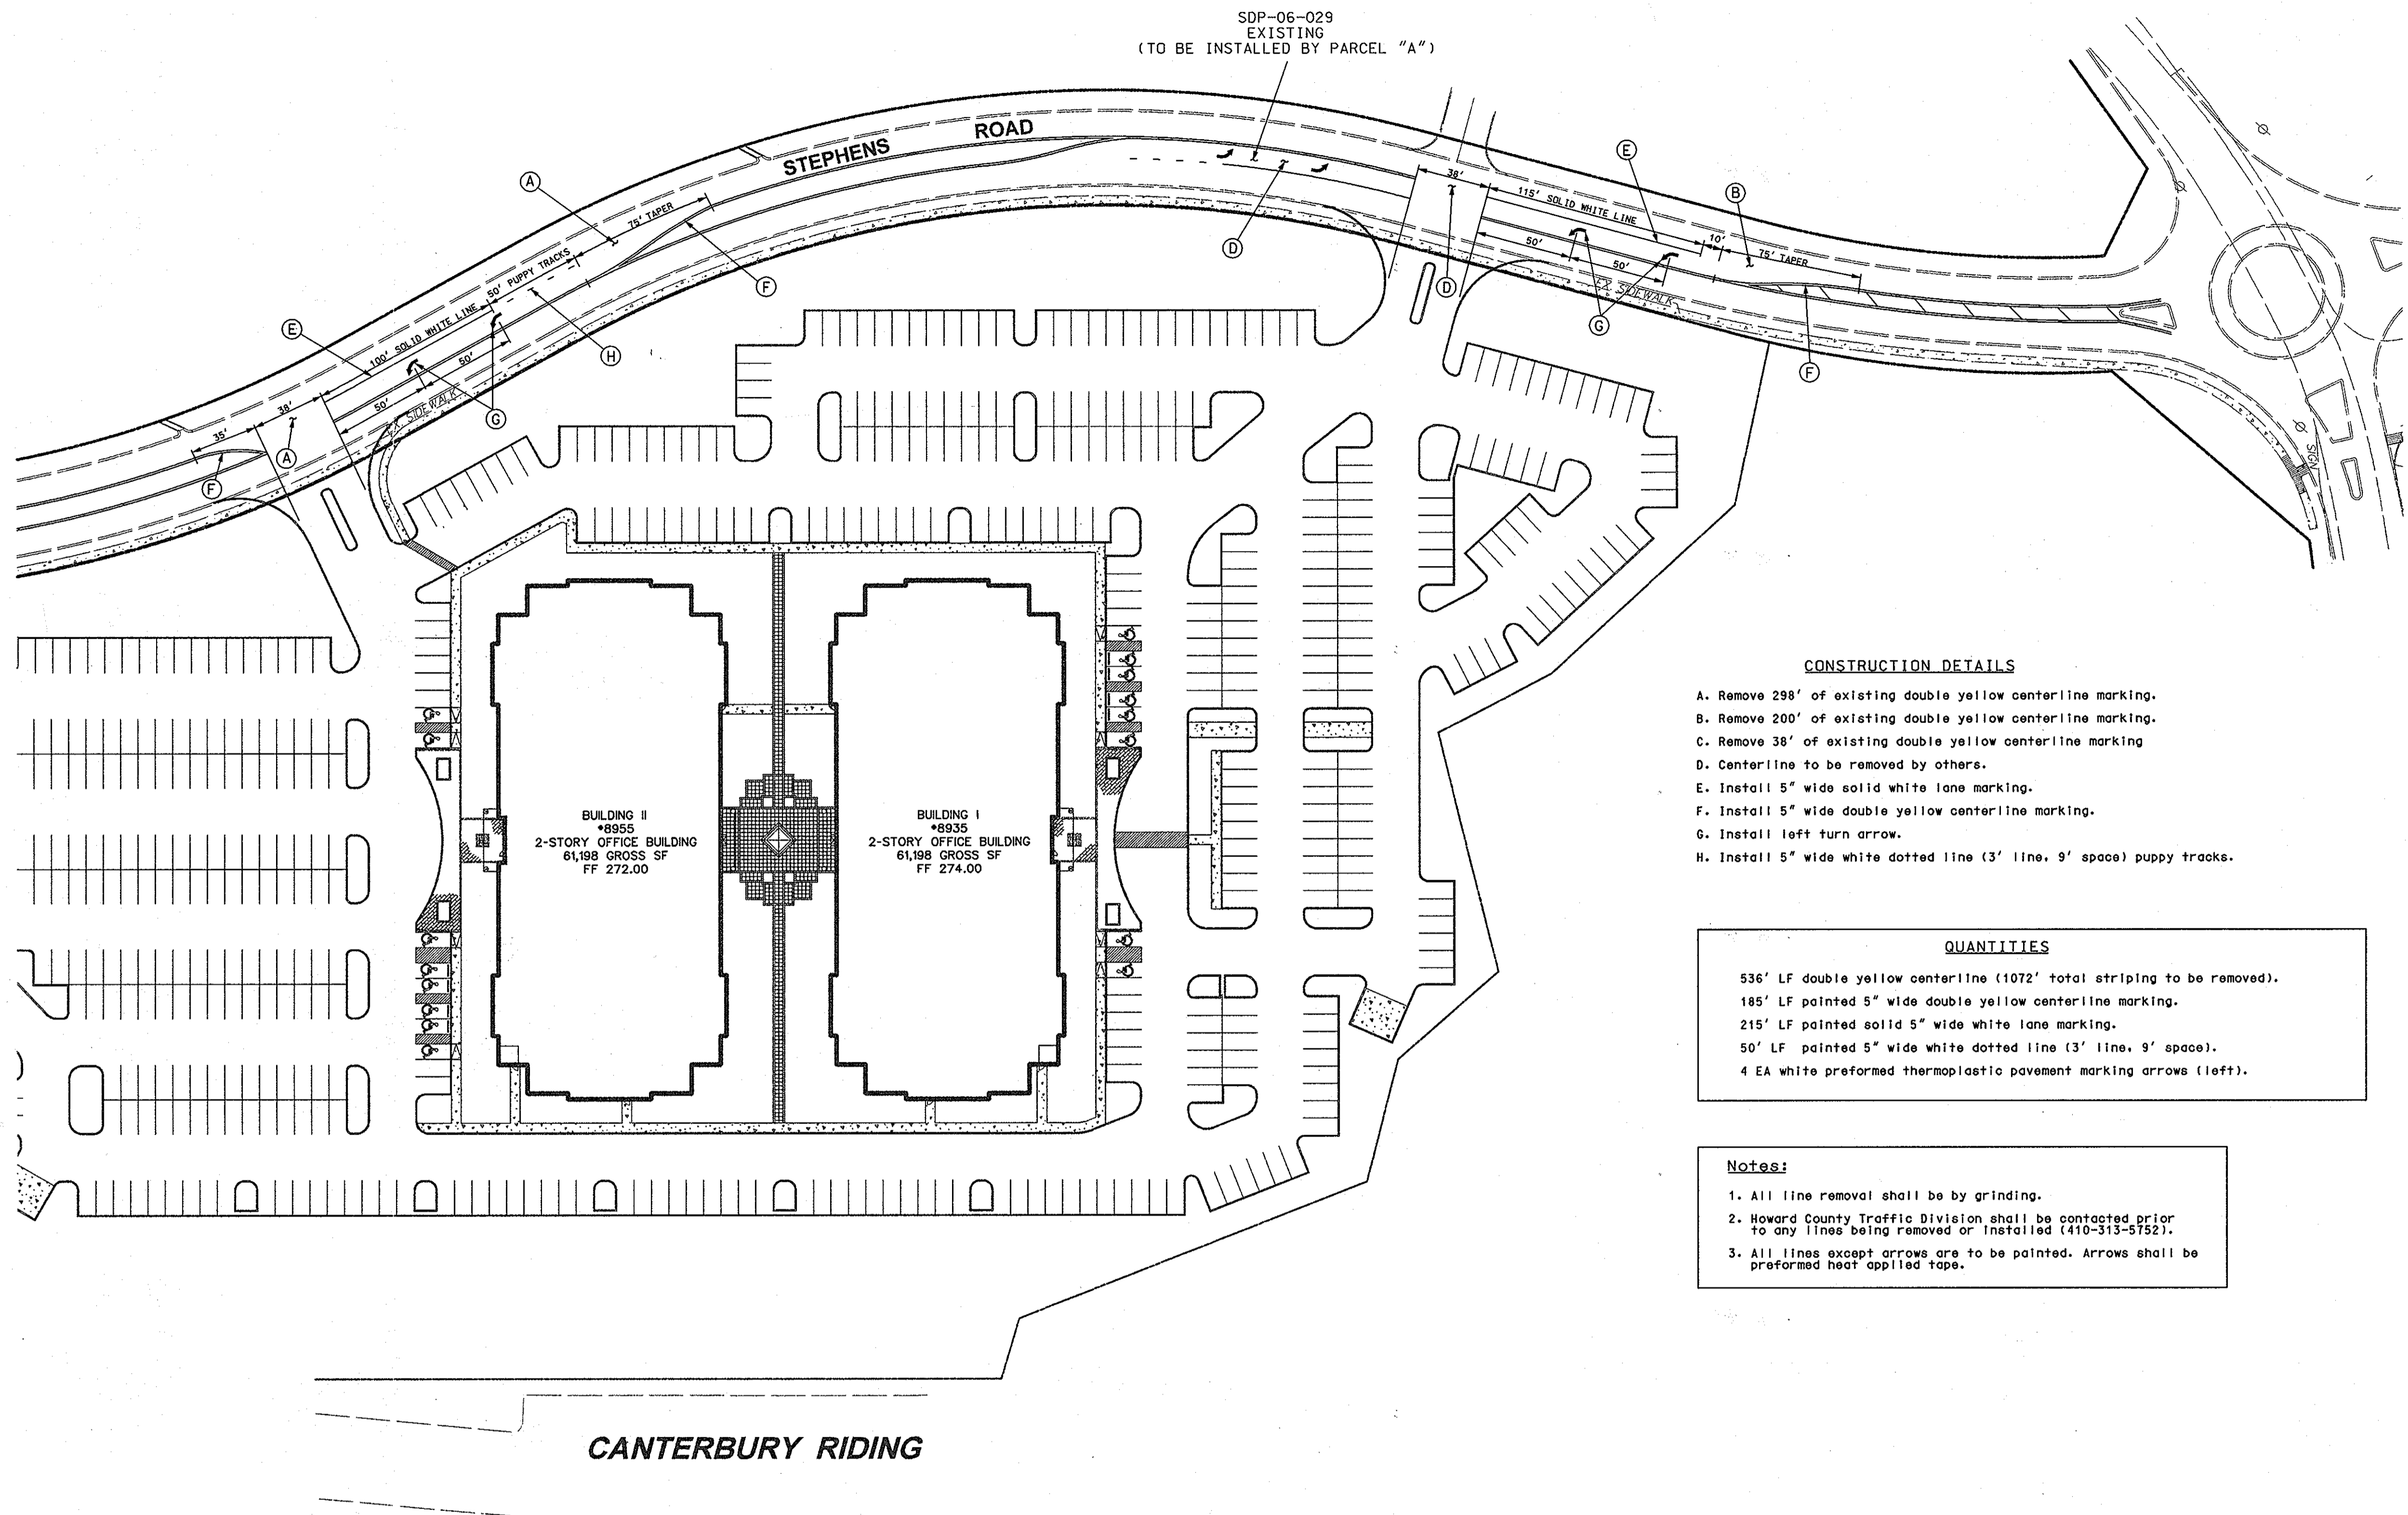 SDP-06-029
EXISTING
(TO BE INSTALLED BY PARCEL "A")
STEPHENS ROAD
A
75' TAPER
50' PUPPY TRACKS
E
100' SOLID WHITE LINE
50'
50'
38'
35'
A
F
SIDEWALK
G
H
F
D
38'
D
E
115' SOLID WHITE LINE
B
10'
75' TAPER
50'
50'
EX. SIDEWALK
G
F
SIGN
BUILDING II
*8955
2-STORY OFFICE BUILDING
61,198 GROSS SF
FF 272.00
BUILDING I
*8935
2-STORY OFFICE BUILDING
61,198 GROSS SF
FF 274.00
CONSTRUCTION DETAILS
A. Remove 298' of existing double yellow centerline marking.
B. Remove 200' of existing double yellow centerline marking.
C. Remove 38' of existing double yellow centerline marking
D. Centerline to be removed by others.
E. Install 5" wide solid white lane marking.
F. Install 5" wide double yellow centerline marking.
G. Install left turn arrow.
H. Install 5" wide white dotted line (3' line, 9' space) puppy tracks.
QUANTITIES
536' LF double yellow centerline (1072' total striping to be removed).
185' LF painted 5" wide double yellow centerline marking.
215' LF painted solid 5" wide white lane marking.
50' LF painted 5" wide white dotted line (3' line, 9' space).
4 EA white preformed thermoplastic pavement marking arrows (left).
Notes:
1. All line removal shall be by grinding.
2. Howard County Traffic Division shall be contacted prior
to any lines being removed or installed (410-313-5752).
3. All lines except arrows are to be painted. Arrows shall be
preformed heat applied tape.
CANTERBURY RIDING